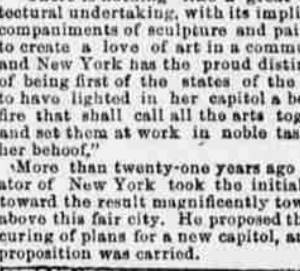 tectural undertaking, with its impli
companiments of sculpture and pai
to create a love of art in a commu
and New York has the proud distin
of being first of the states of the
to have lighted in her capitol a be
fire that shall call all the arts tog
and set them at work in noble tas
her behoof."
More than twenty-one years ago
ator of New York took the initial
toward the result magnificently tow
above this fair city. He proposed th
curing of plans for a new capitol, an
proposition was carried.